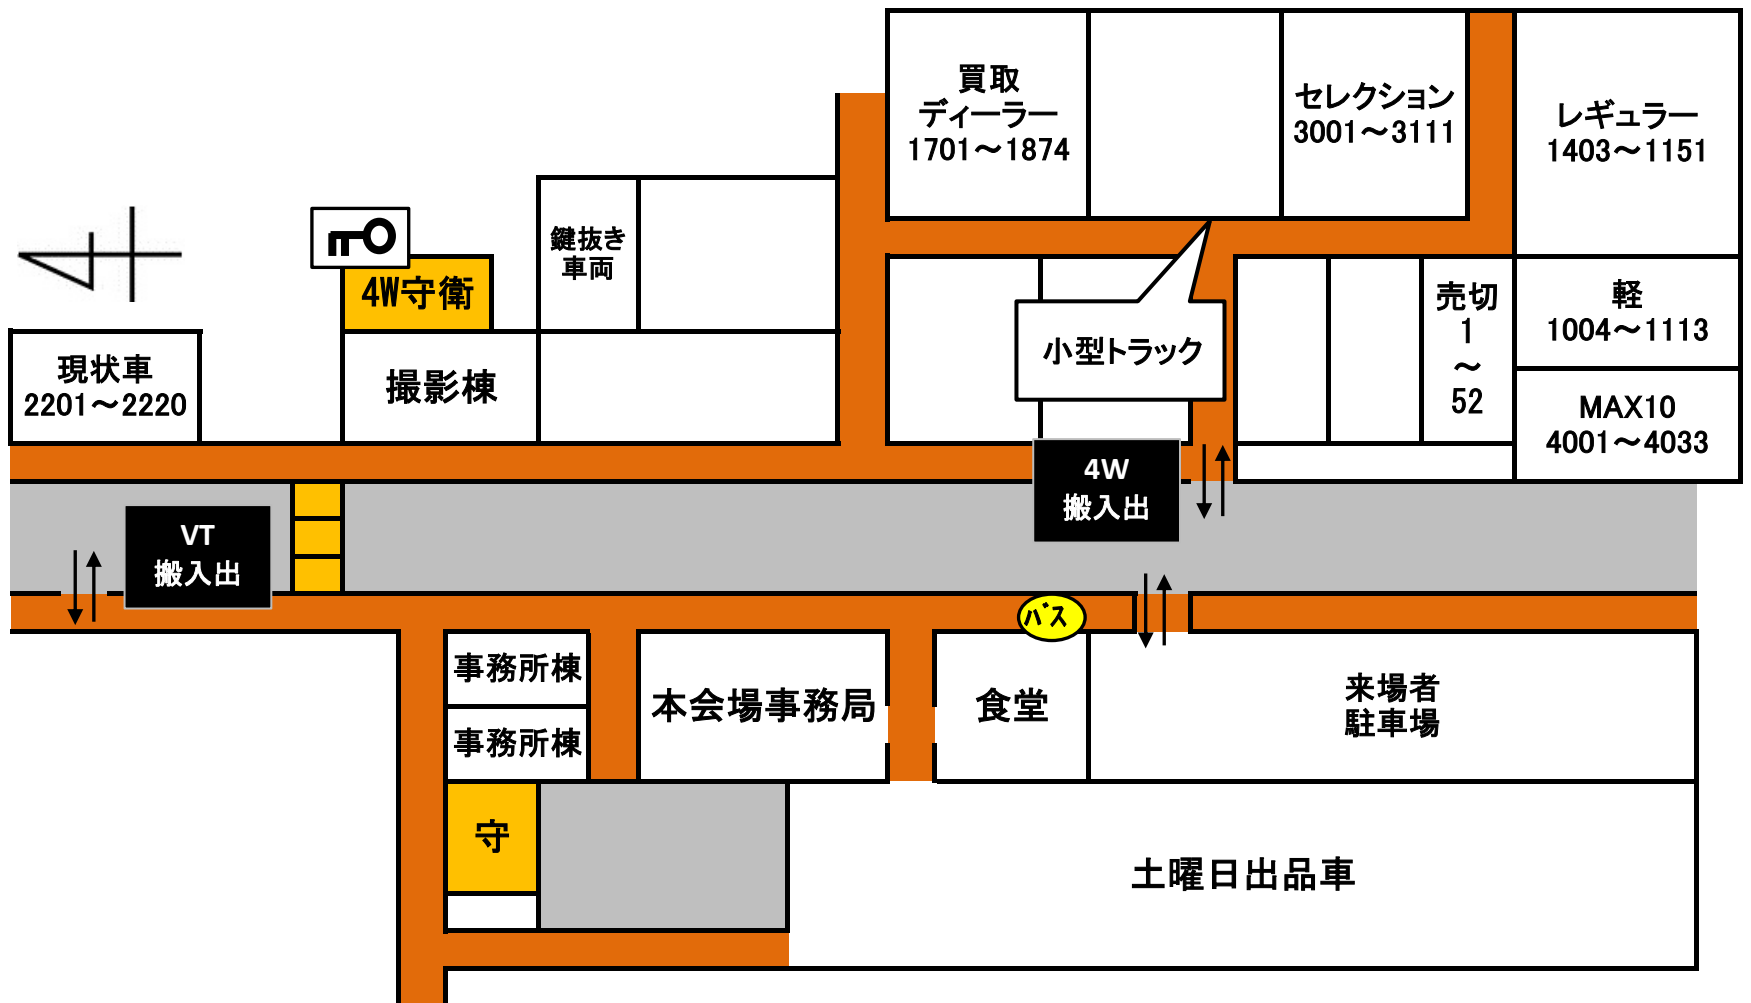 買取
ディーラー
1701～1874
セレクション
3001～3111
レギュラー
1403～1151
鍵抜き
車両
4W守衛
現状車
2201～2220
撮影棟
小型トラック
売切
1
～
52
軽
1004～1113
MAX10
4001～4033
4W
搬入出
VT
搬入出
バス
事務所棟
事務所棟
本会場事務局
食堂
来場者
駐車場
守
土曜日出品車